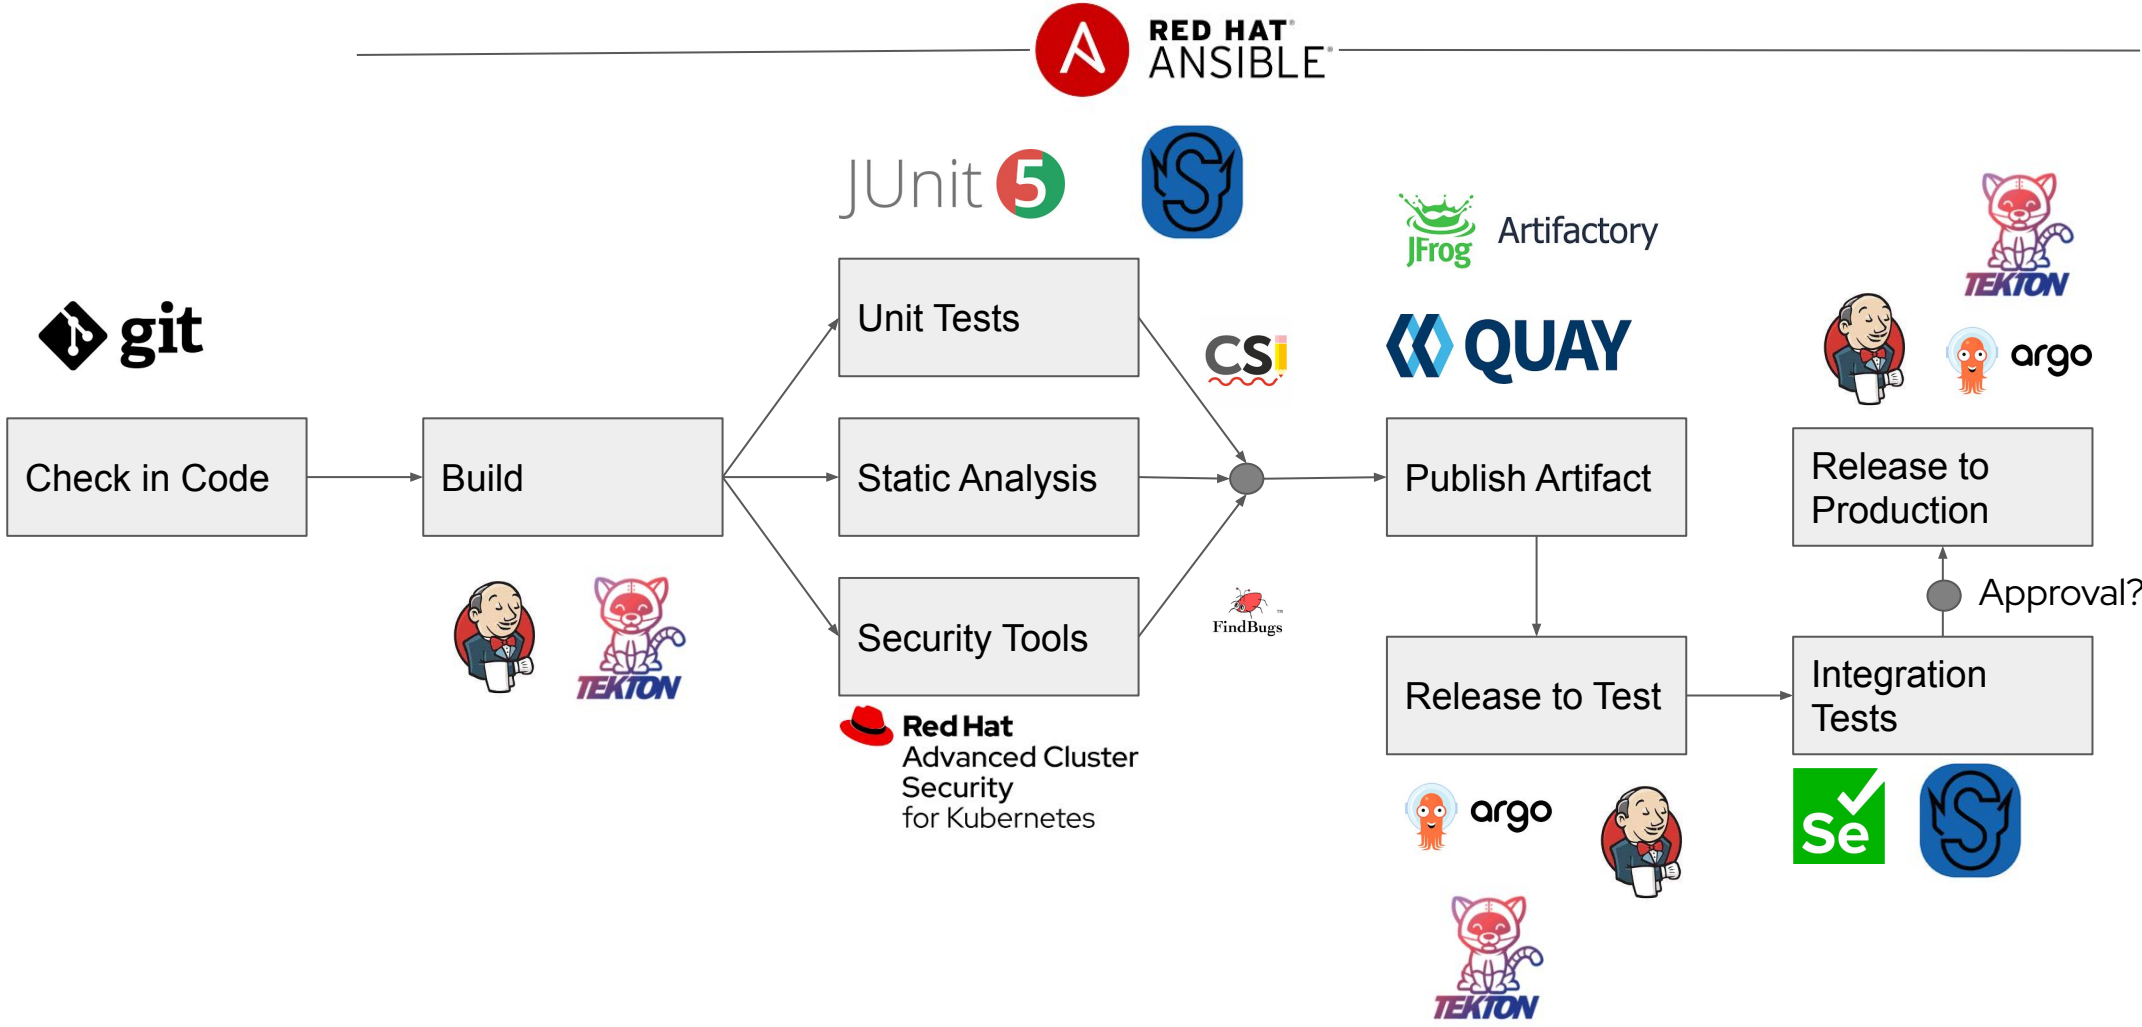 RED HAT®
ANSIBLE®
JUnit 5
S
JFrog
Artifactory
TEKTON
git
CSi
QUAY
argo
Unit Tests
Check in Code
Build
Static Analysis
Publish Artifact
Release to
Production
Approval?
TEKTON
Security Tools
FindBugs™
Release to Test
Integration
Tests
Red Hat
Advanced Cluster
Security
for Kubernetes
argo
Se
S
TEKTON